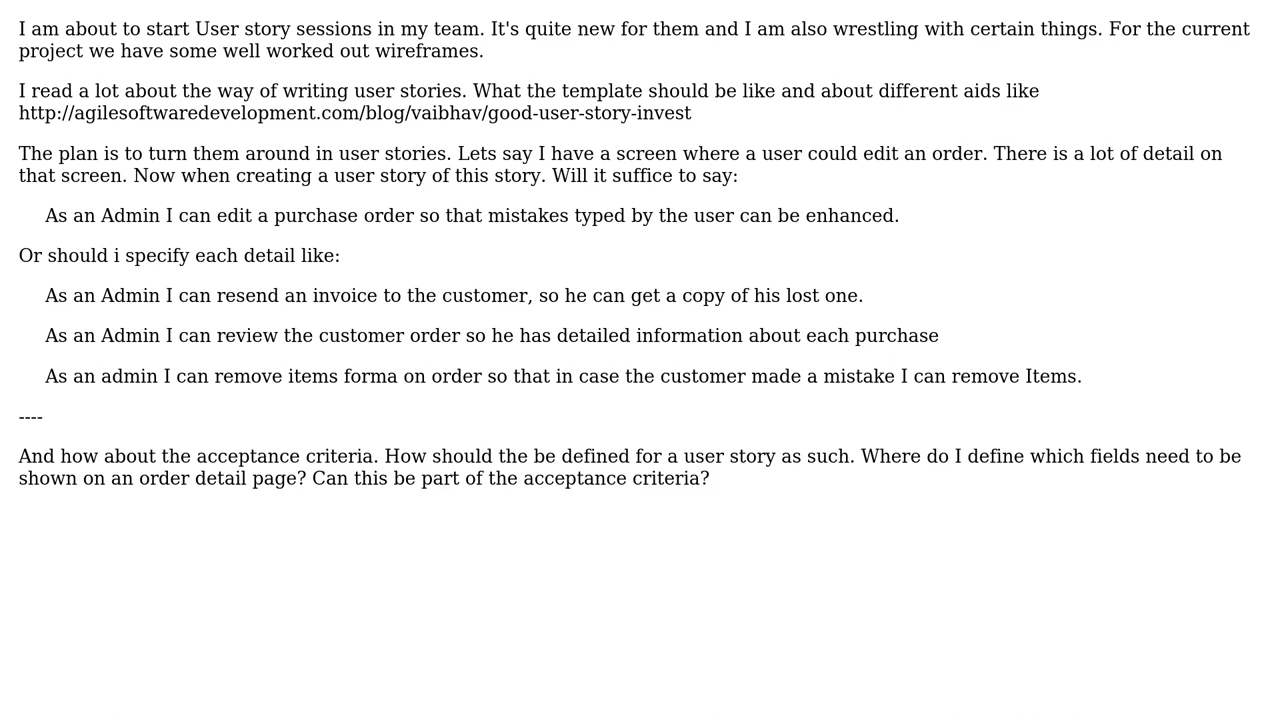 I am about to start User story sessions in my team. It's quite new for them and I am also wrestling with certain things. For the current
project we have some well worked out wireframes.
I read a lot about the way of writing user stories. What the template should be like and about different aids like
http://agilesoftwaredevelopment.com/blog/vaibhav/good-user-story-invest
The plan is to turn them around in user stories. Lets say I have a screen where a user could edit an order. There is a lot of detail on
that screen. Now when creating a user story of this story. Will it suffice to say:
As an Admin I can edit a purchase order so that mistakes typed by the user can be enhanced.
Or should i specify each detail like:
As an Admin I can resend an invoice to the customer, so he can get a copy of his lost one.
As an Admin I can review the customer order so he has detailed information about each purchase
As an admin I can remove items forma on order so that in case the customer made a mistake I can remove Items.
----
And how about the acceptance criteria. How should the be defined for a user story as such. Where do I define which fields need to be
shown on an order detail page? Can this be part of the acceptance criteria?